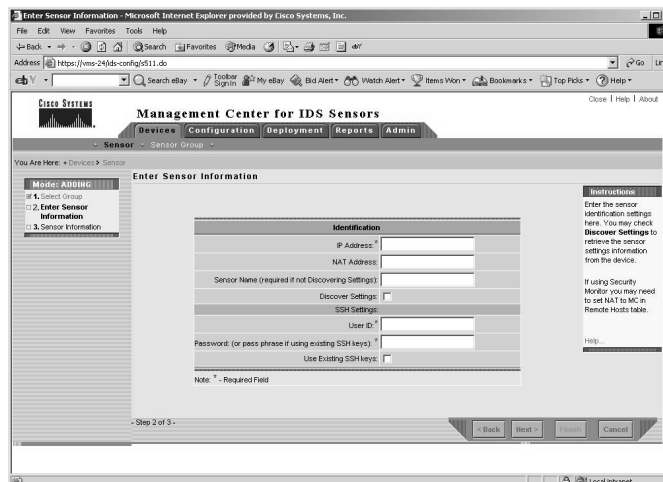 Enter Sensor Information - Microsoft Internet Explorer provided by Cisco Systems, Inc.
File Edit View Favorites Tools Help
Back Search Favorites Media
Address https://vms-24/ids-config/s511.do Go
Search eBay Toolbar Sign In My eBay Bid Alert Watch Alert Items Won Bookmarks Top Picks Help
CISCO SYSTEMS
Close | Help | About
Management Center for IDS Sensors
Devices Configuration Deployment Reports Admin
Sensor Sensor Group
You Are Here: Devices > Sensor
Enter Sensor Information
Mode: ADDING
1. Select Group
2. Enter Sensor
Information
3. Sensor Information
Identification
IP Address:*
NAT Address:
Sensor Name (required if not Discovering Settings):
Discover Settings:
SSH Settings:
User ID:*
Password: (or pass phrase if using existing SSH keys): *
Use Existing SSH keys:
Note: * - Required Field
Instructions
Enter the sensor
identification settings
here. You may check
Discover Settings to
retrieve the sensor
settings information
from the device.
If using Security
Monitor you may need
to set NAT to MC in
Remote Hosts table.
Help...
- Step 2 of 3 -
< Back Next > Finish Cancel
Local intranet